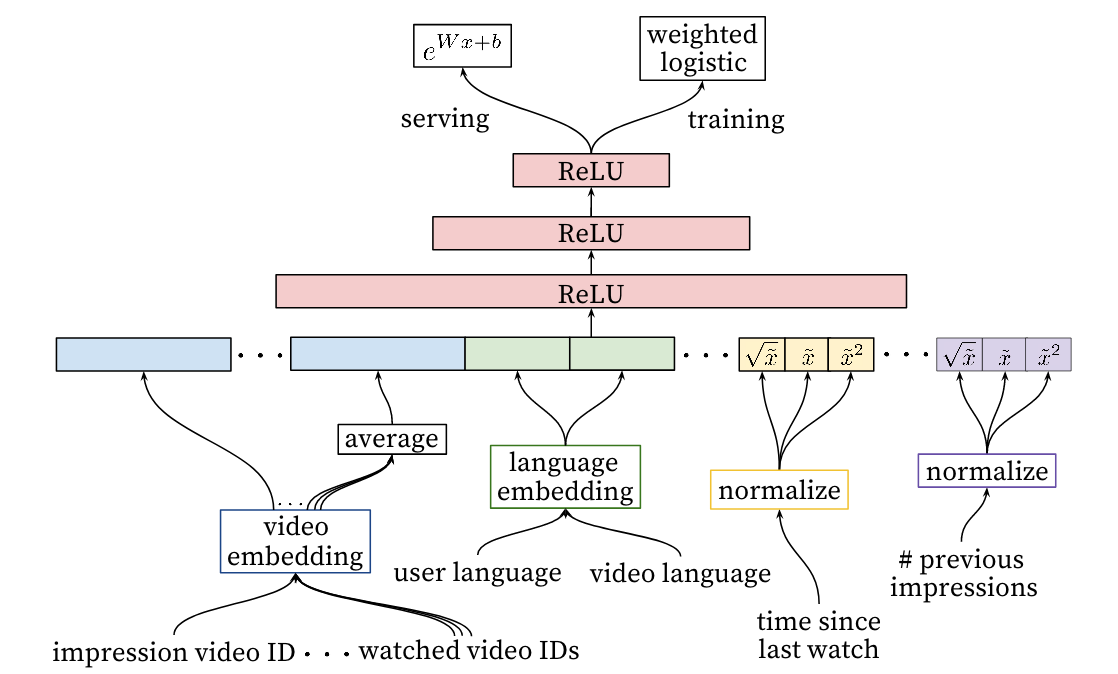 $e^{Wx+b}$
weighted
logistic
serving
training
ReLU
ReLU
ReLU
. . .
. . .
$\sqrt{\tilde{x}}$ $\tilde{x}$ $\tilde{x}^2$
. . .
$\sqrt{\tilde{x}}$ $\tilde{x}$ $\tilde{x}^2$
average
language
embedding
normalize
normalize
. . .
video
embedding
user language
video language
# previous
impressions
time since
last watch
impression video ID . . . watched video IDs